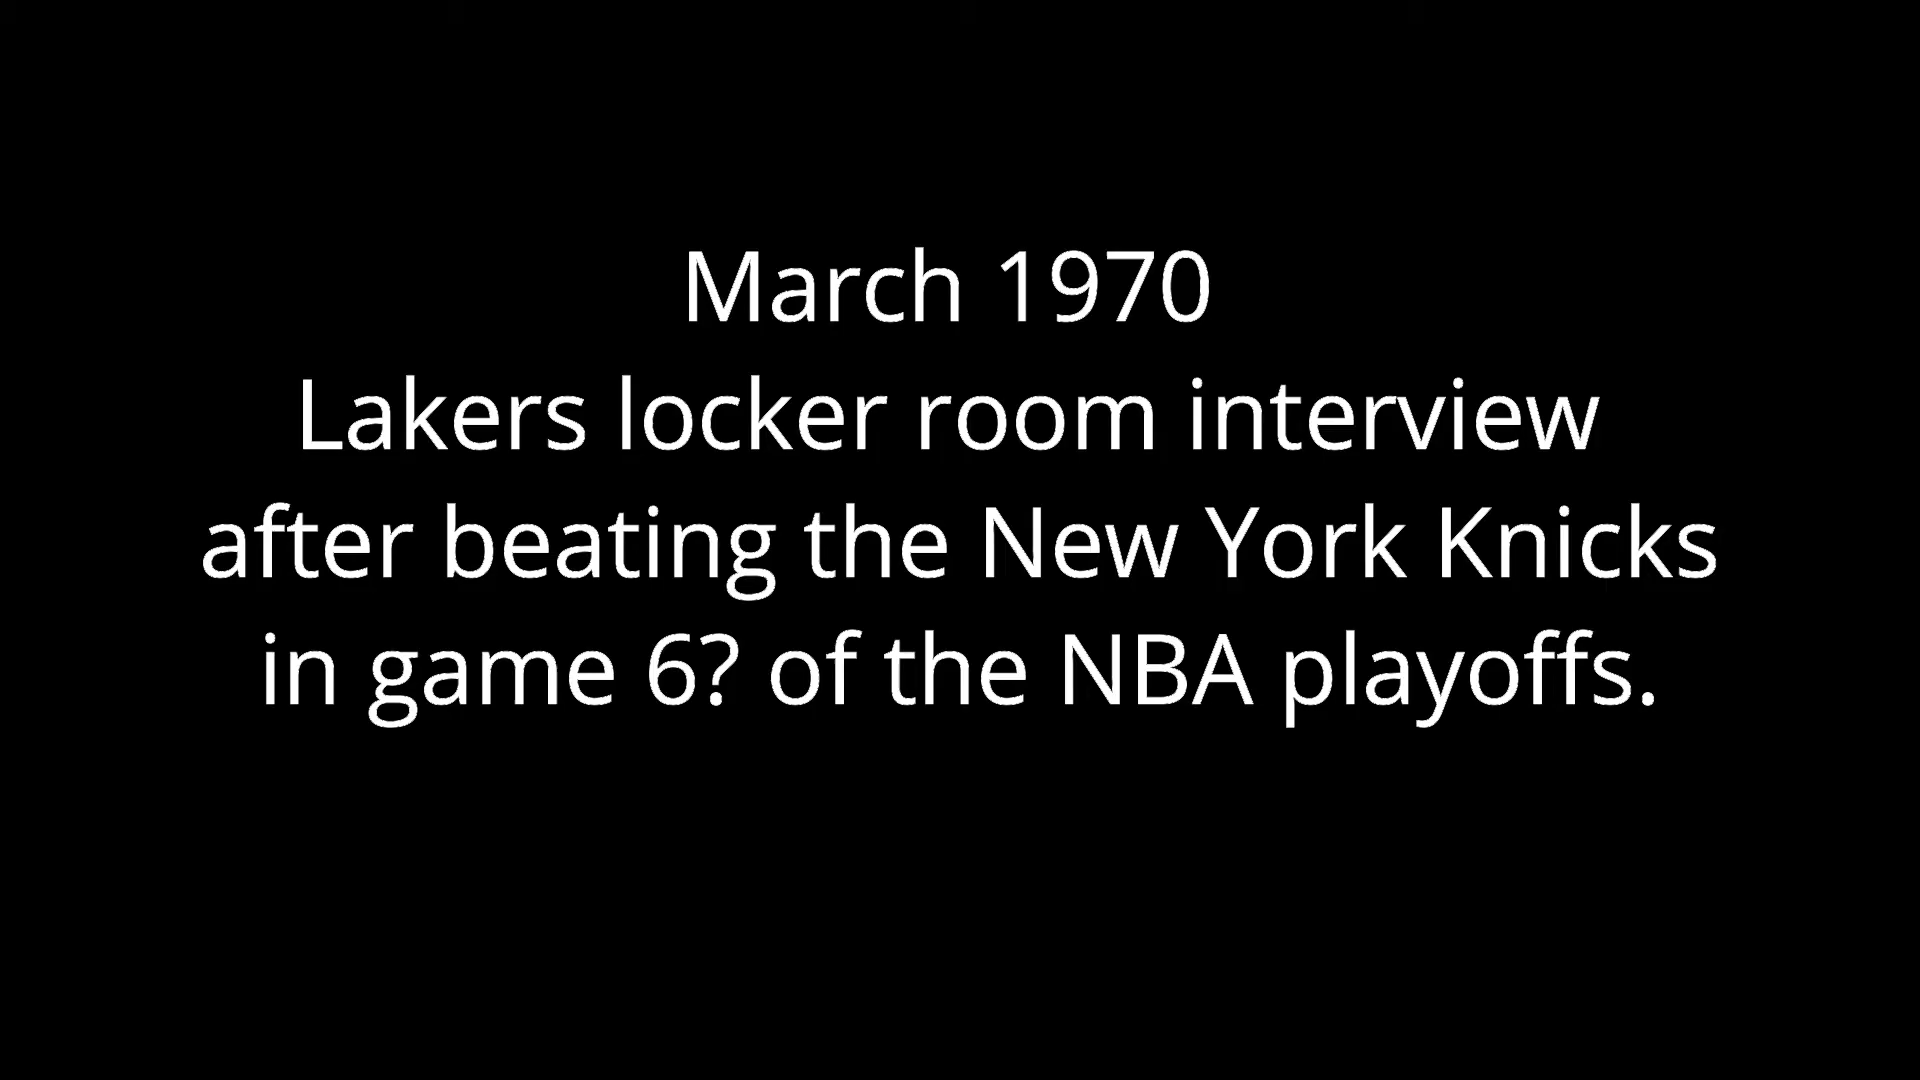 March 1970
Lakers locker room interview
after beating the New York Knicks
in game 6? of the NBA playoffs.